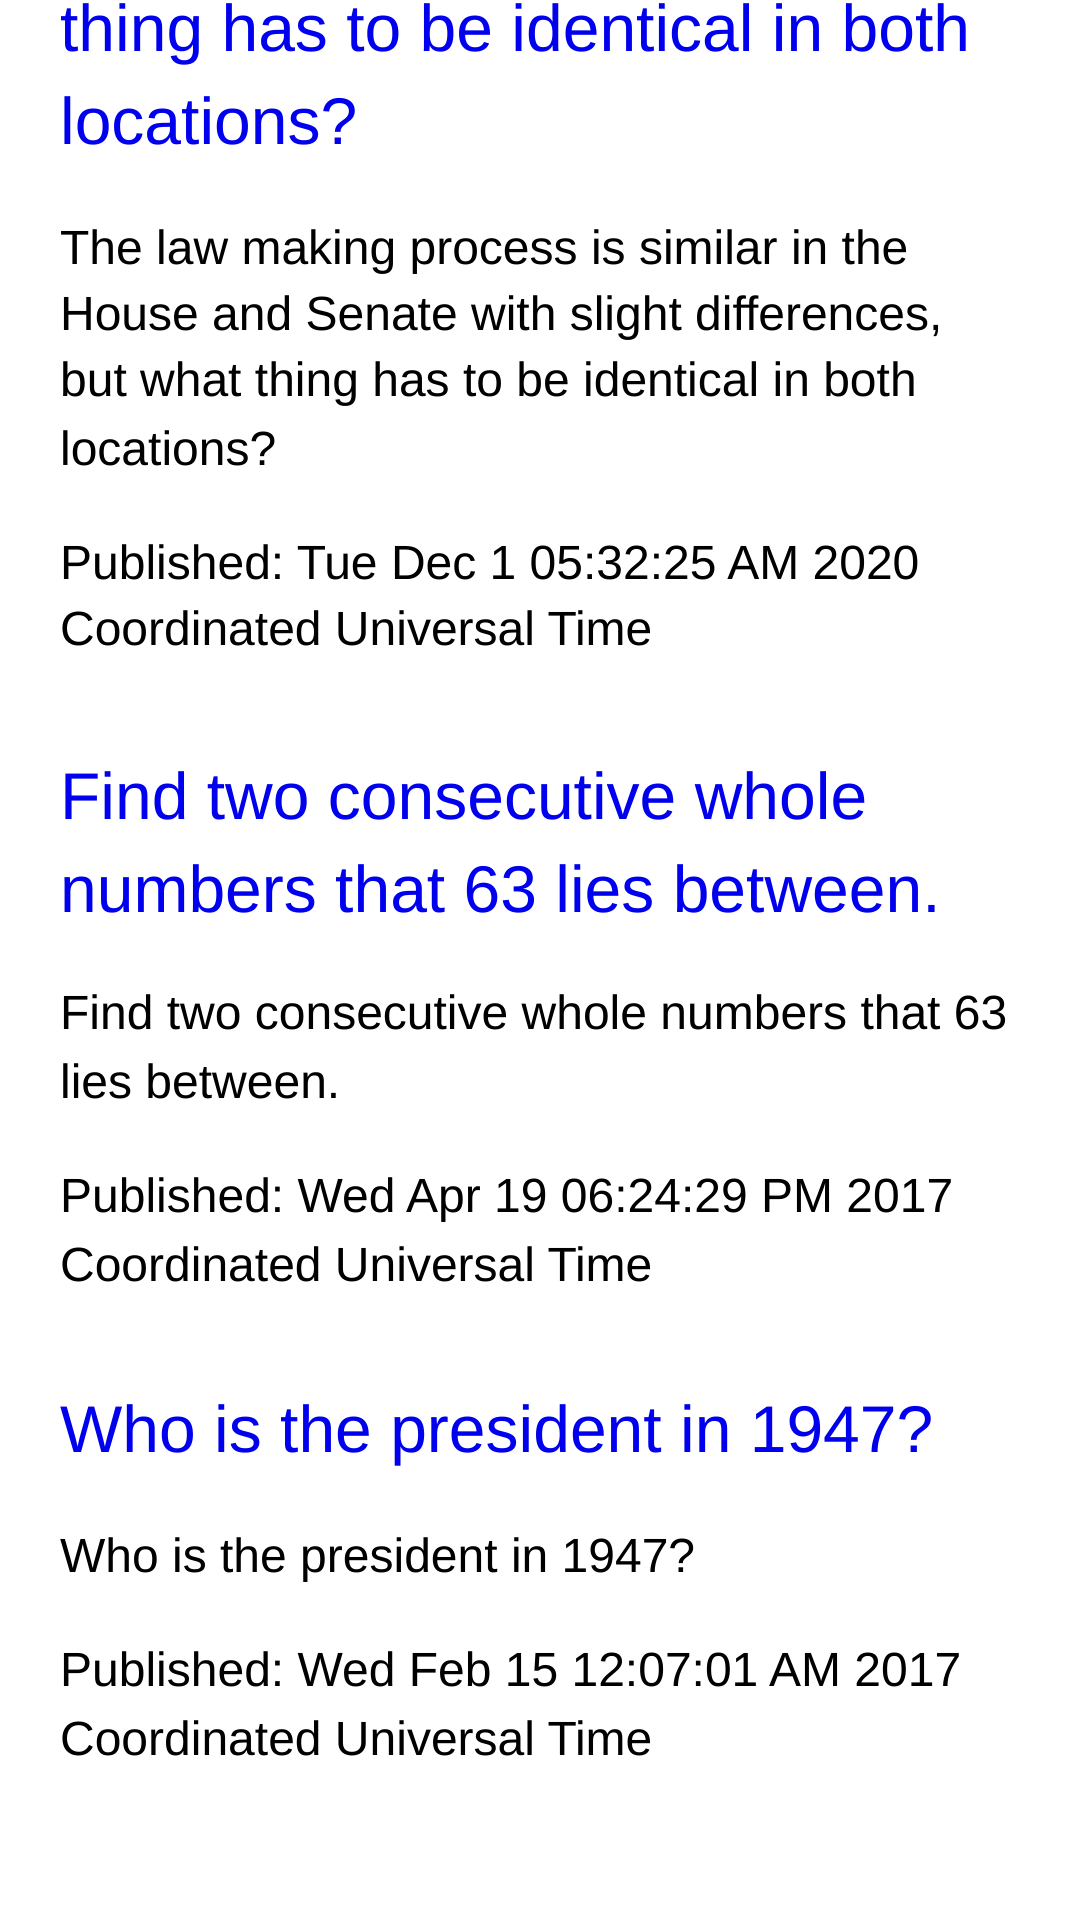 thing has to be identical in both
locations?
The law making process is similar in the
House and Senate with slight differences,
but what thing has to be identical in both
locations?
Published: Tue Dec 1 05:32:25 AM 2020
Coordinated Universal Time
Find two consecutive whole
numbers that 63 lies between.
Find two consecutive whole numbers that 63
lies between.
Published: Wed Apr 19 06:24:29 PM 2017
Coordinated Universal Time
Who is the president in 1947?
Who is the president in 1947?
Published: Wed Feb 15 12:07:01 AM 2017
Coordinated Universal Time